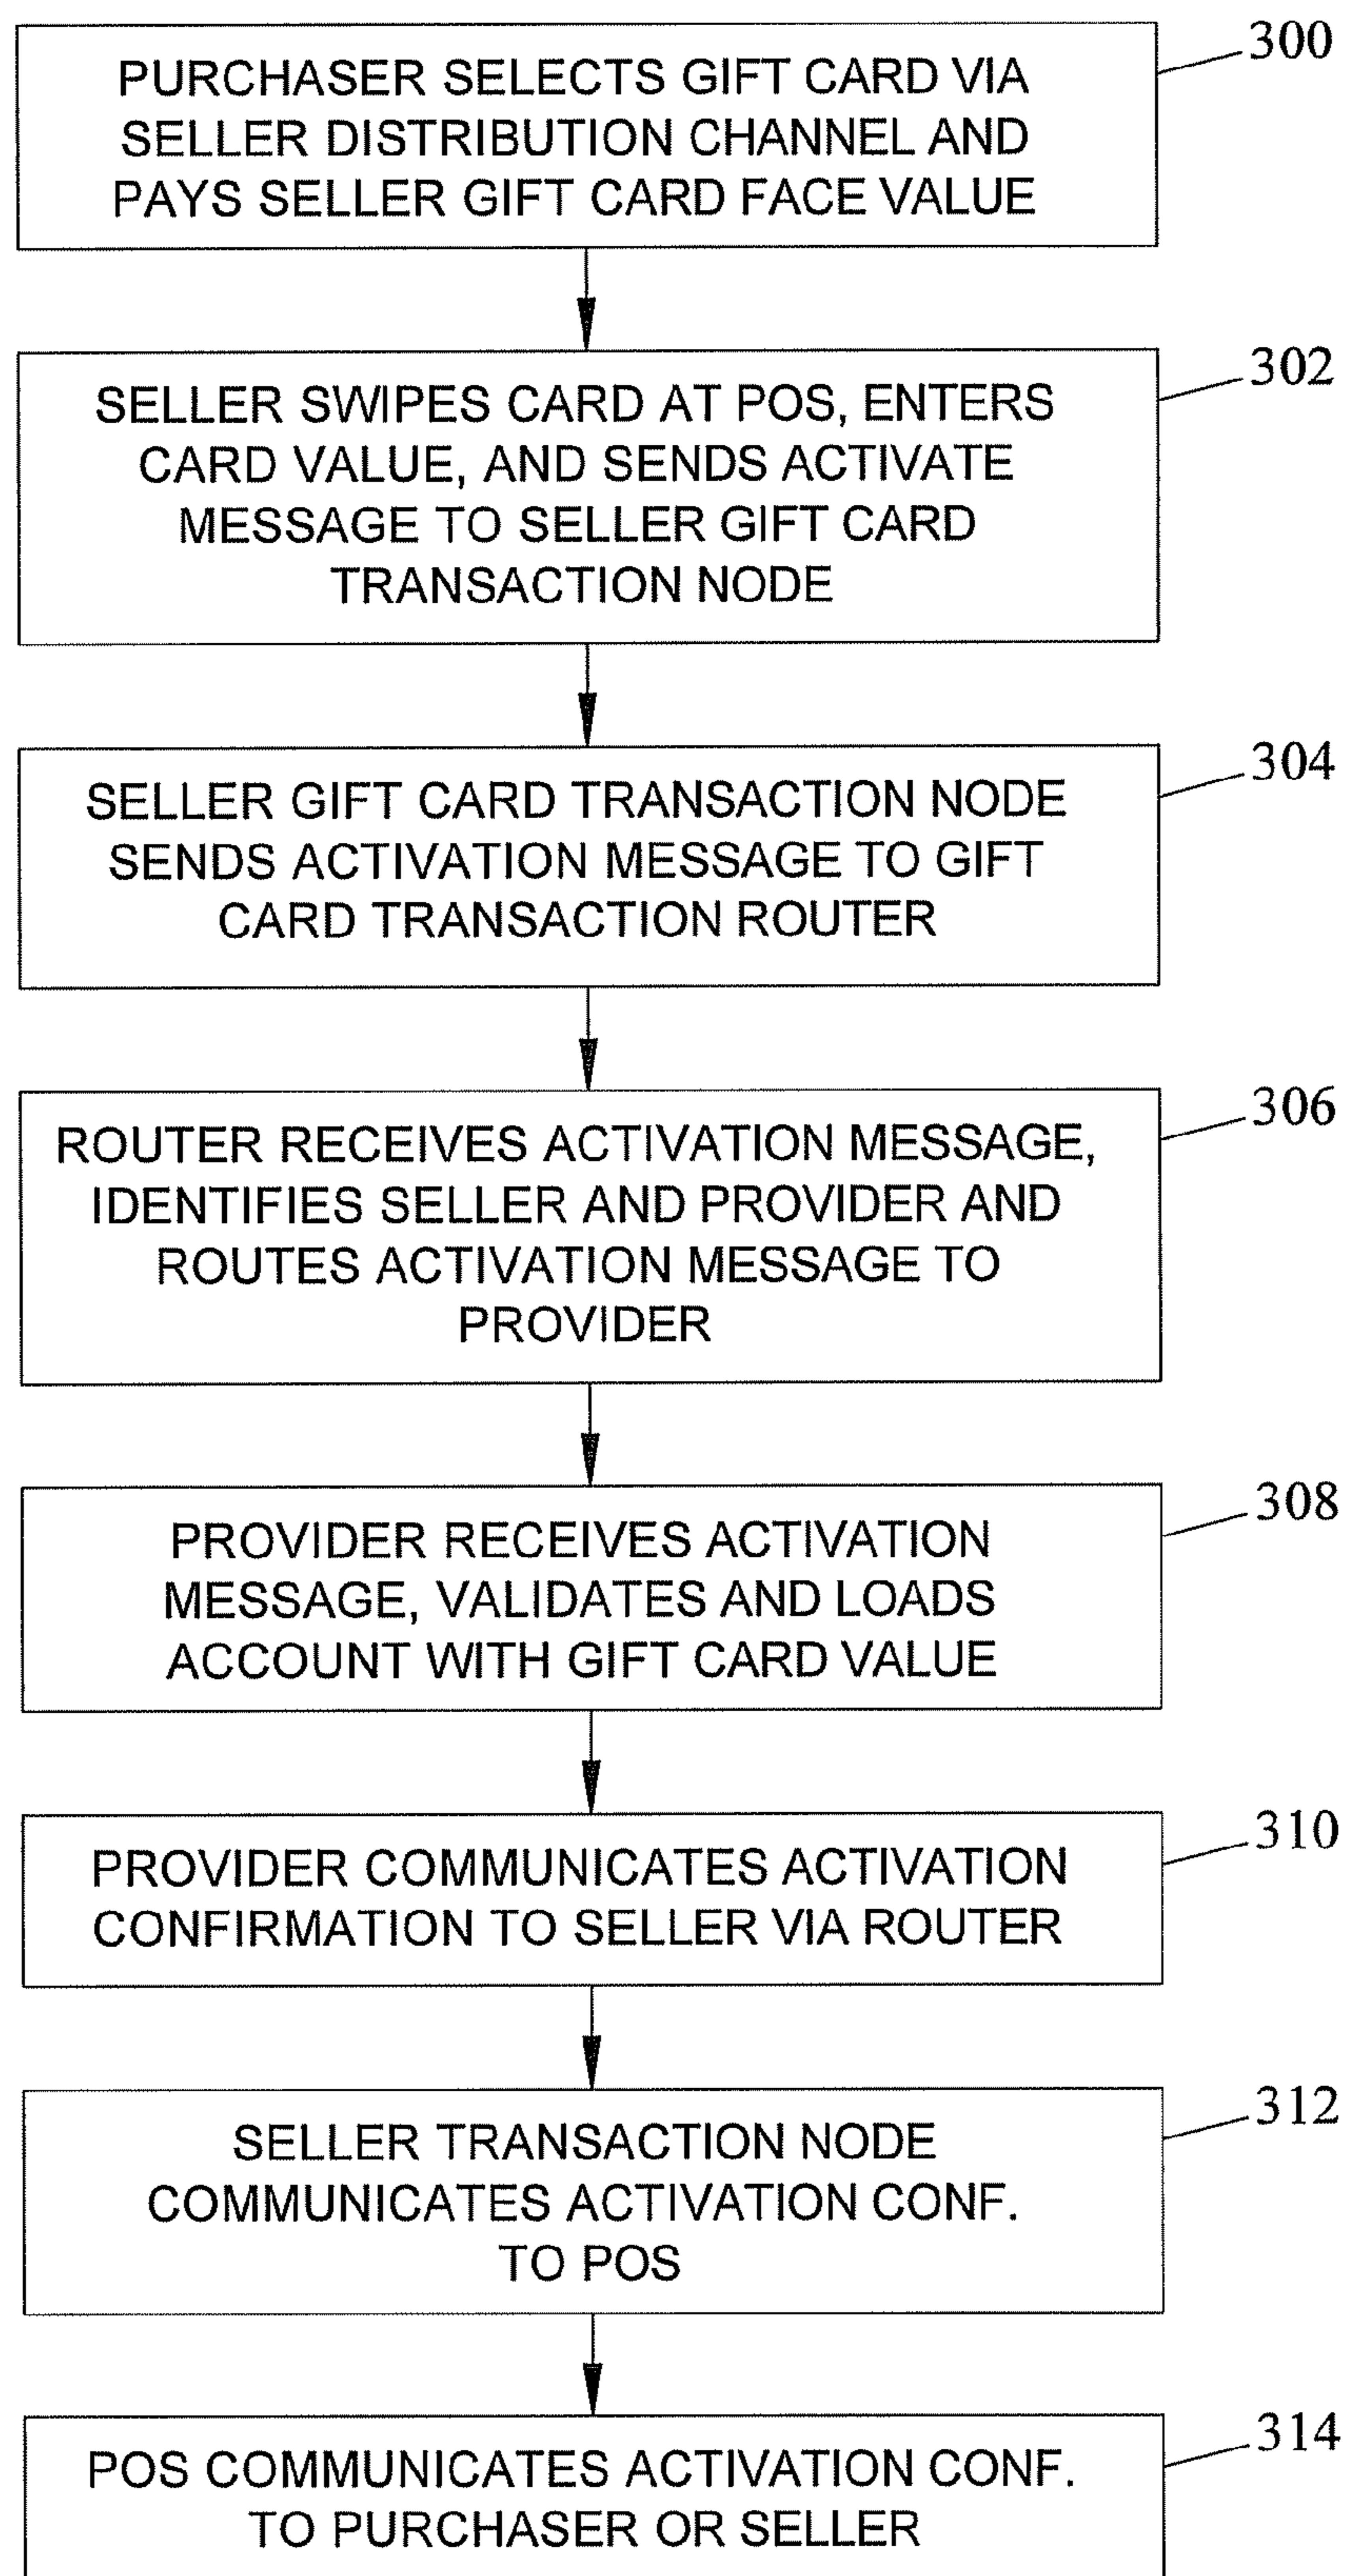 300
PURCHASER SELECTS GIFT CARD VIA
SELLER DISTRIBUTION CHANNEL AND
PAYS SELLER GIFT CARD FACE VALUE
302
SELLER SWIPES CARD AT POS, ENTERS
CARD VALUE, AND SENDS ACTIVATE
MESSAGE TO SELLER GIFT CARD
TRANSACTION NODE
304
SELLER GIFT CARD TRANSACTION NODE
SENDS ACTIVATION MESSAGE TO GIFT
CARD TRANSACTION ROUTER
306
ROUTER RECEIVES ACTIVATION MESSAGE,
IDENTIFIES SELLER AND PROVIDER AND
ROUTES ACTIVATION MESSAGE TO
PROVIDER
308
PROVIDER RECEIVES ACTIVATION
MESSAGE, VALIDATES AND LOADS
ACCOUNT WITH GIFT CARD VALUE
310
PROVIDER COMMUNICATES ACTIVATION
CONFIRMATION TO SELLER VIA ROUTER
312
SELLER TRANSACTION NODE
COMMUNICATES ACTIVATION CONF.
TO POS
314
POS COMMUNICATES ACTIVATION CONF.
TO PURCHASER OR SELLER